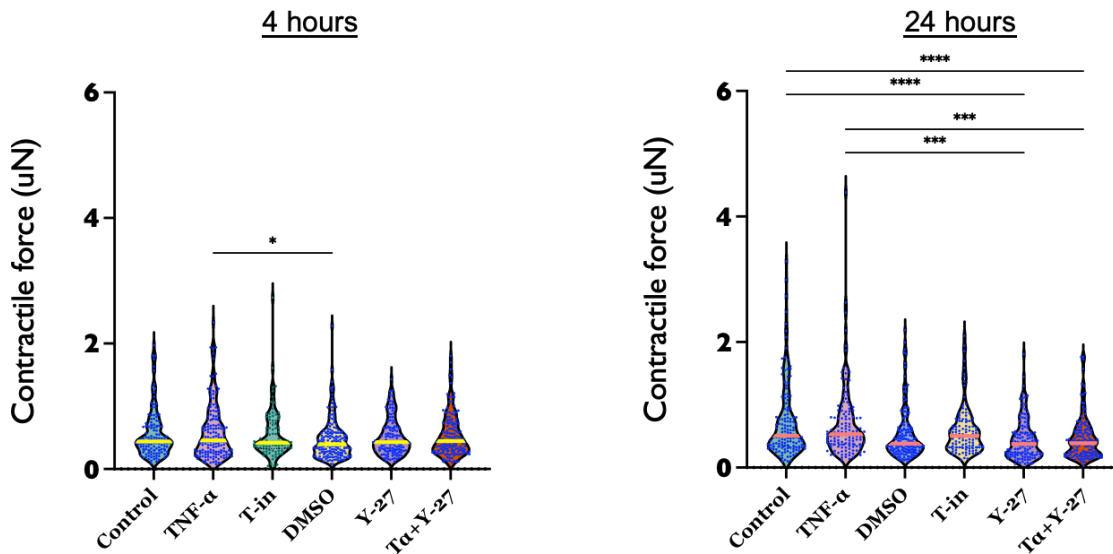 4 hours
Contractile force (uN)
6
4
2
0
*
Control
TNF-α
T-in
DMSO
Y-27
Tα+Y-27
24 hours
Contractile force (uN)
6
4
2
0
****
****
***
***
Control
TNF-α
DMSO
T-in
Y-27
Tα+Y-27